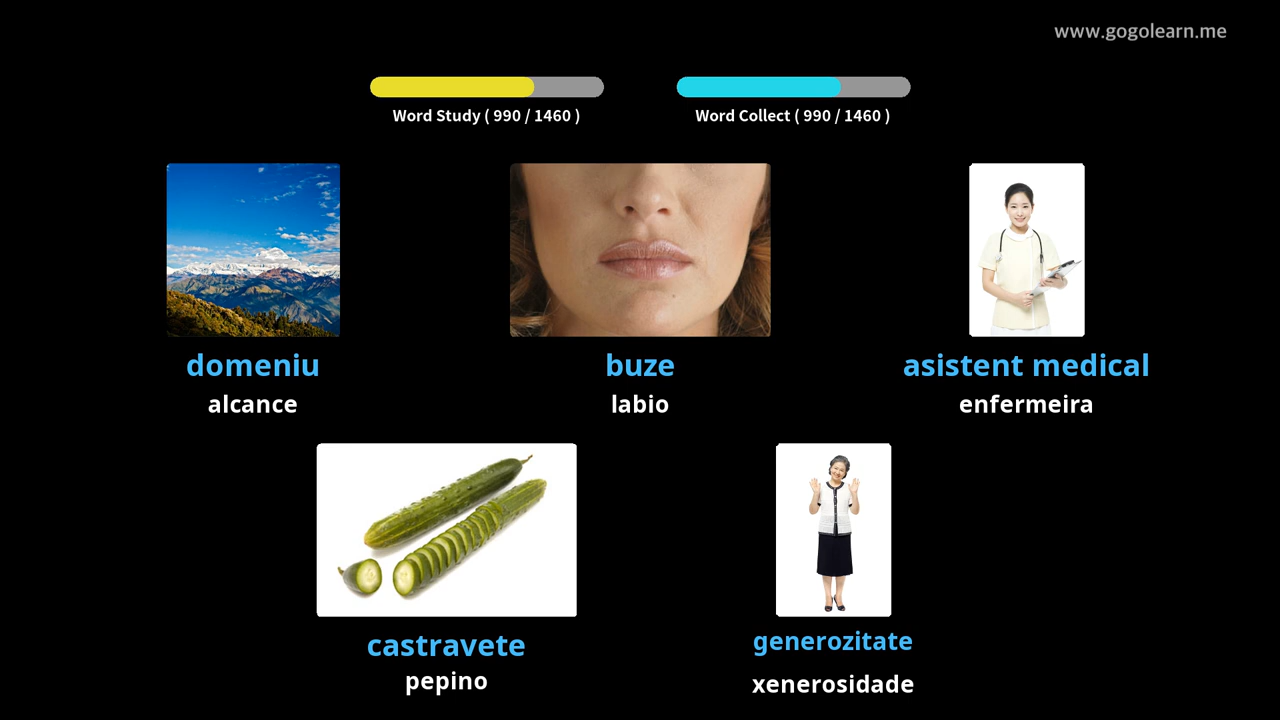 www.gogolearn.me
Word Study ( 990 / 1460 )
Word Collect ( 990 / 1460 )
domeniu
alcance
buze
labio
asistent medical
enfermeira
castravete
pepino
generozitate
xenerosidade